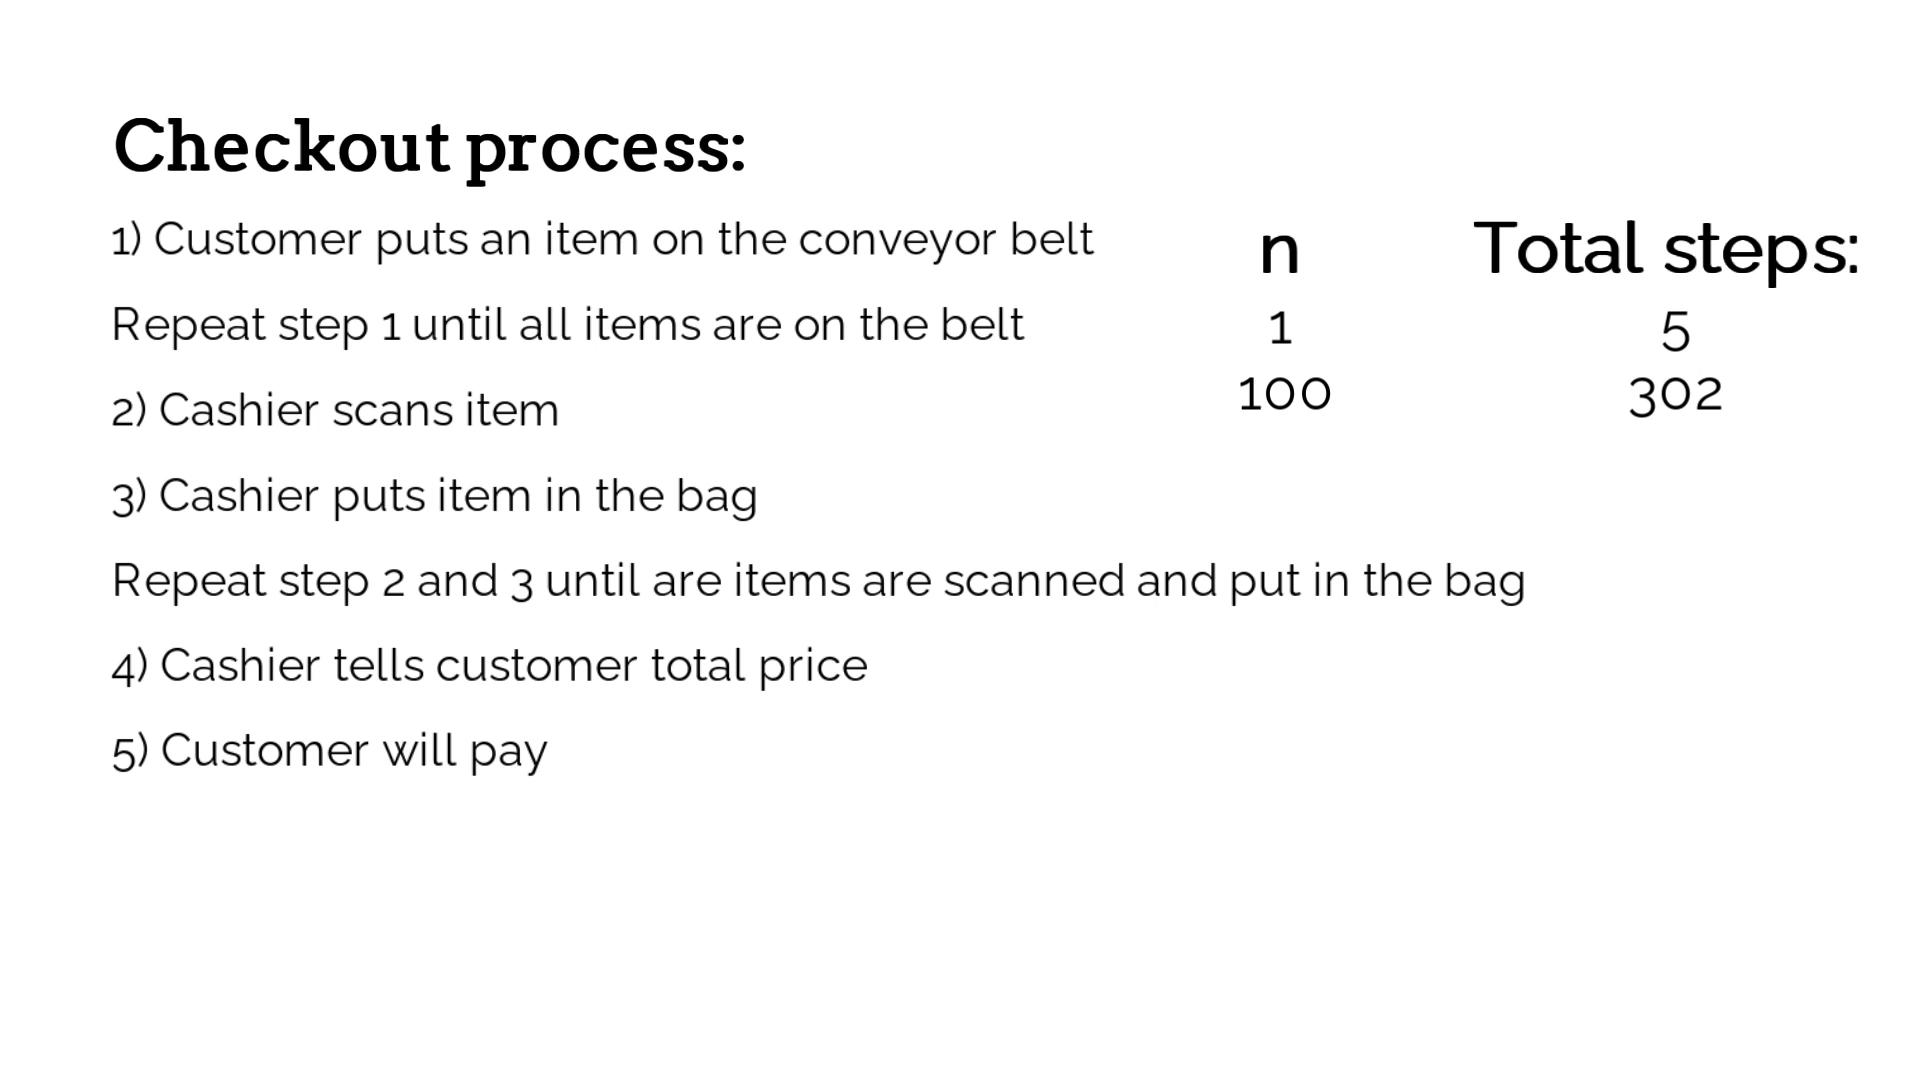 Checkout process:
1) Customer puts an item on the conveyor belt
Repeat step 1 until all items are on the belt
2) Cashier scans item
3) Cashier puts item in the bag
Repeat step 2 and 3 until are items are scanned and put in the bag
4) Cashier tells customer total price
5) Customer will pay
n Total steps:
1 5
100 302